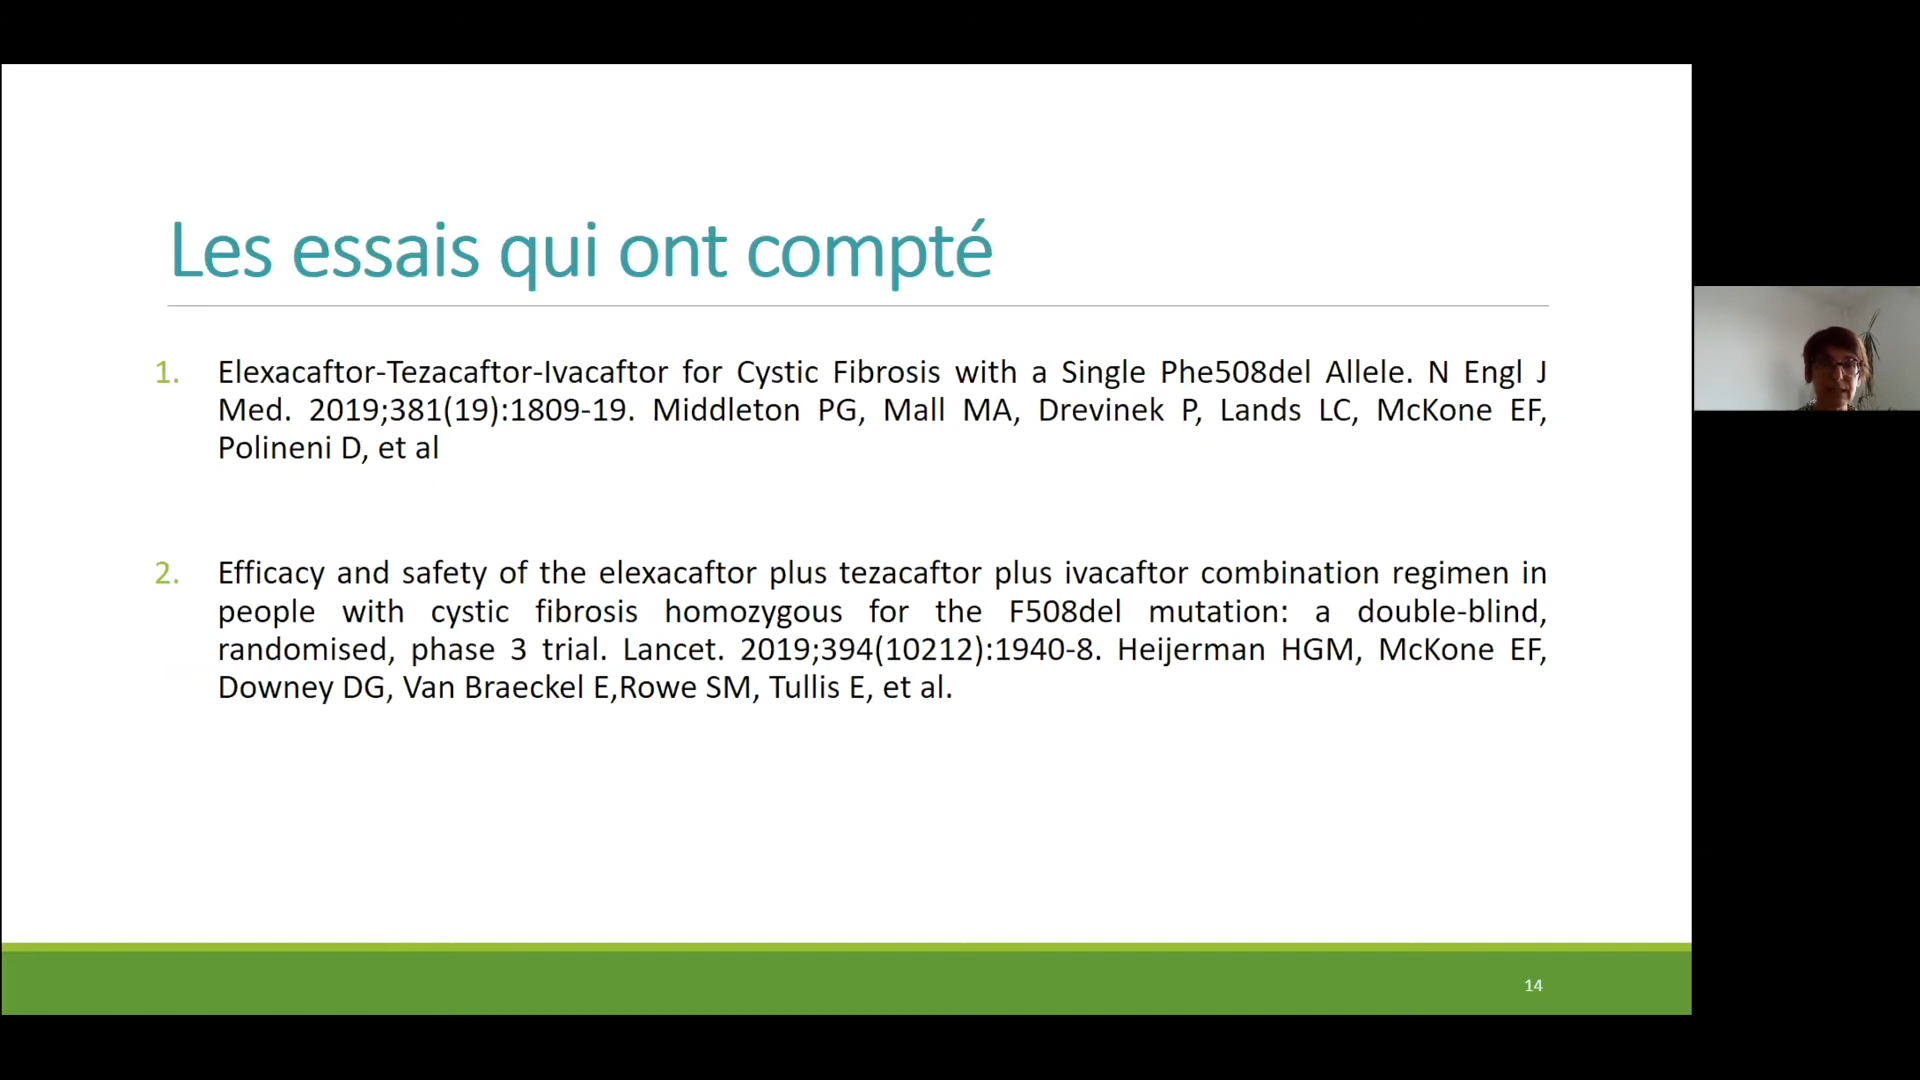 Les essais qui ont compté
1. Elexacaftor-Tezacaftor-Ivacaftor for Cystic Fibrosis with a Single Phe508del Allele. N Engl J
Med. 2019;381(19):1809-19. Middleton PG, Mall MA, Drevinek P, Lands LC, McKone EF,
Polineni D, et al
2. Efficacy and safety of the elexacaftor plus tezacaftor plus ivacaftor combination regimen in
people with cystic fibrosis homozygous for the F508del mutation: a double-blind,
randomised, phase 3 trial. Lancet. 2019;394(10212):1940-8. Heijerman HGM, McKone EF,
Downey DG, Van Braeckel E,Rowe SM, Tullis E, et al.
14